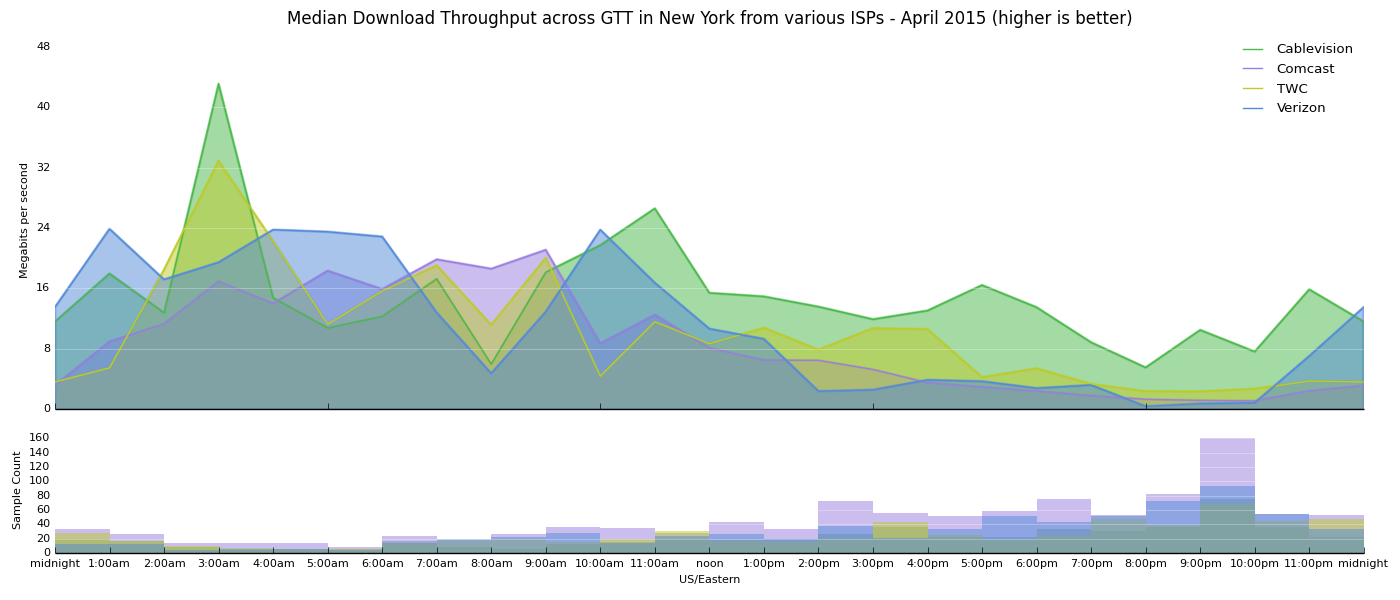 Median Download Throughput across GTT in New York from various ISPs - April 2015 (higher is better)
48
40
32
24
16
8
0
Megabits per second
Cablevision
Comcast
TWC
Verizon
160
140
120
100
80
60
40
20
0
Sample Count
midnight 1:00am 2:00am 3:00am 4:00am 5:00am 6:00am 7:00am 8:00am 9:00am 10:00am 11:00am noon 1:00pm 2:00pm 3:00pm 4:00pm 5:00pm 6:00pm 7:00pm 8:00pm 9:00pm 10:00pm 11:00pm midnight
US/Eastern